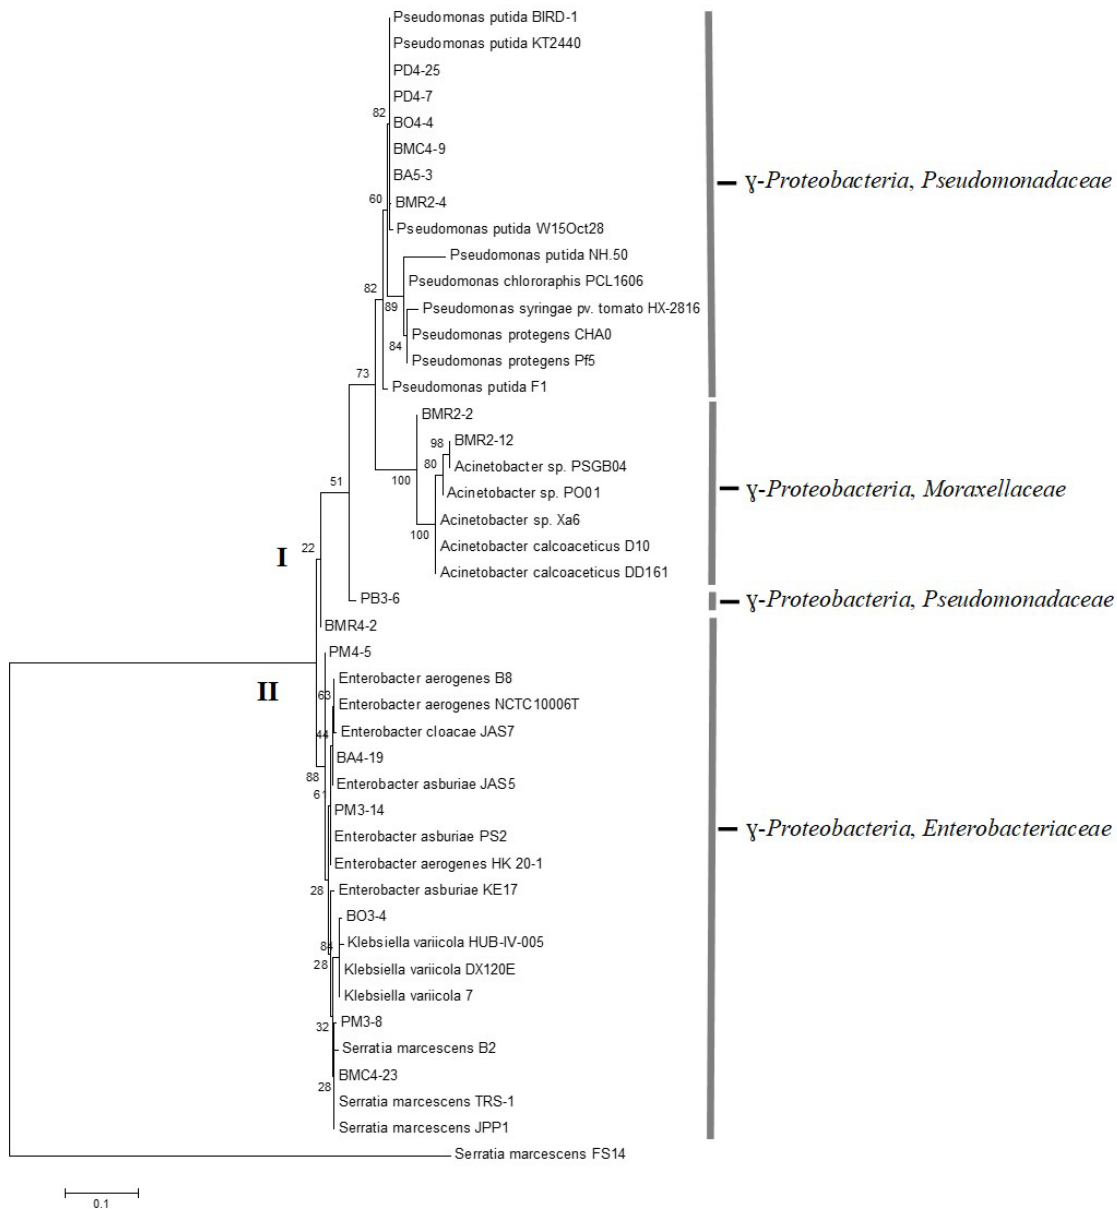 Pseudomonas putida BIRD-1
Pseudomonas putida KT2440
PD4-25
PD4-7
82
BO4-4
BMC4-9
BA5-3
ɣ-Proteobacteria, Pseudomonadaceae
60
BMR2-4
Pseudomonas putida W15Oct28
Pseudomonas putida NH.50
82
Pseudomonas chlororaphis PCL1606
89
Pseudomonas syringae pv. tomato HX-2816
Pseudomonas protegens CHA0
84
Pseudomonas protegens Pf5
73
Pseudomonas putida F1
BMR2-2
98
BMR2-12
80
Acinetobacter sp. PSGB04
51
100
Acinetobacter sp. PO01
ɣ-Proteobacteria, Moraxellaceae
Acinetobacter sp. Xa6
100
22
I
Acinetobacter calcoaceticus D10
Acinetobacter calcoaceticus DD161
PB3-6
ɣ-Proteobacteria, Pseudomonadaceae
BMR4-2
PM4-5
II
Enterobacter aerogenes B8
63
Enterobacter aerogenes NCTC10006T
44
Enterobacter cloacae JAS7
BA4-19
88
Enterobacter asburiae JAS5
61
PM3-14
Enterobacter asburiae PS2
ɣ-Proteobacteria, Enterobacteriaceae
Enterobacter aerogenes HK 20-1
28
Enterobacter asburiae KE17
BO3-4
84
Klebsiella variicola HUB-IV-005
28
Klebsiella variicola DX120E
Klebsiella variicola 7
32
PM3-8
Serratia marcescens B2
BMC4-23
28
Serratia marcescens TRS-1
Serratia marcescens JPP1
Serratia marcescens FS14
0.1